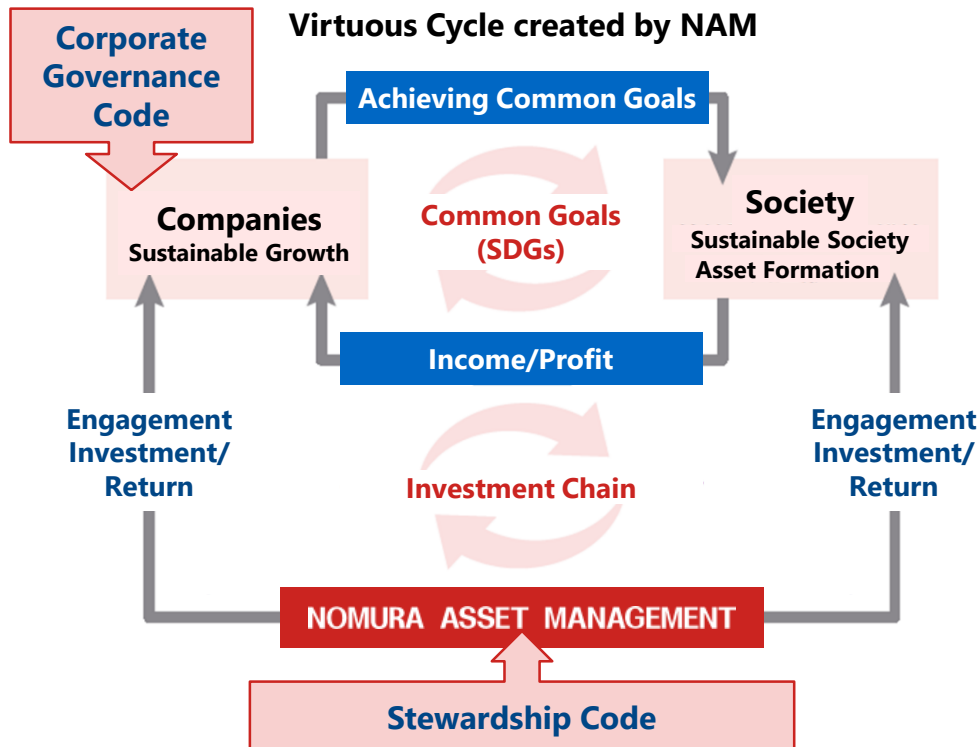 Virtuous Cycle created by NAM
Corporate
Governance
Code
Achieving Common Goals
Companies
Sustainable Growth
Common Goals
(SDGs)
Society
Sustainable Society
Asset Formation
Income/Profit
Engagement
Investment/
Return
Investment Chain
Engagement
Investment/
Return
NOMURA ASSET MANAGEMENT
Stewardship Code